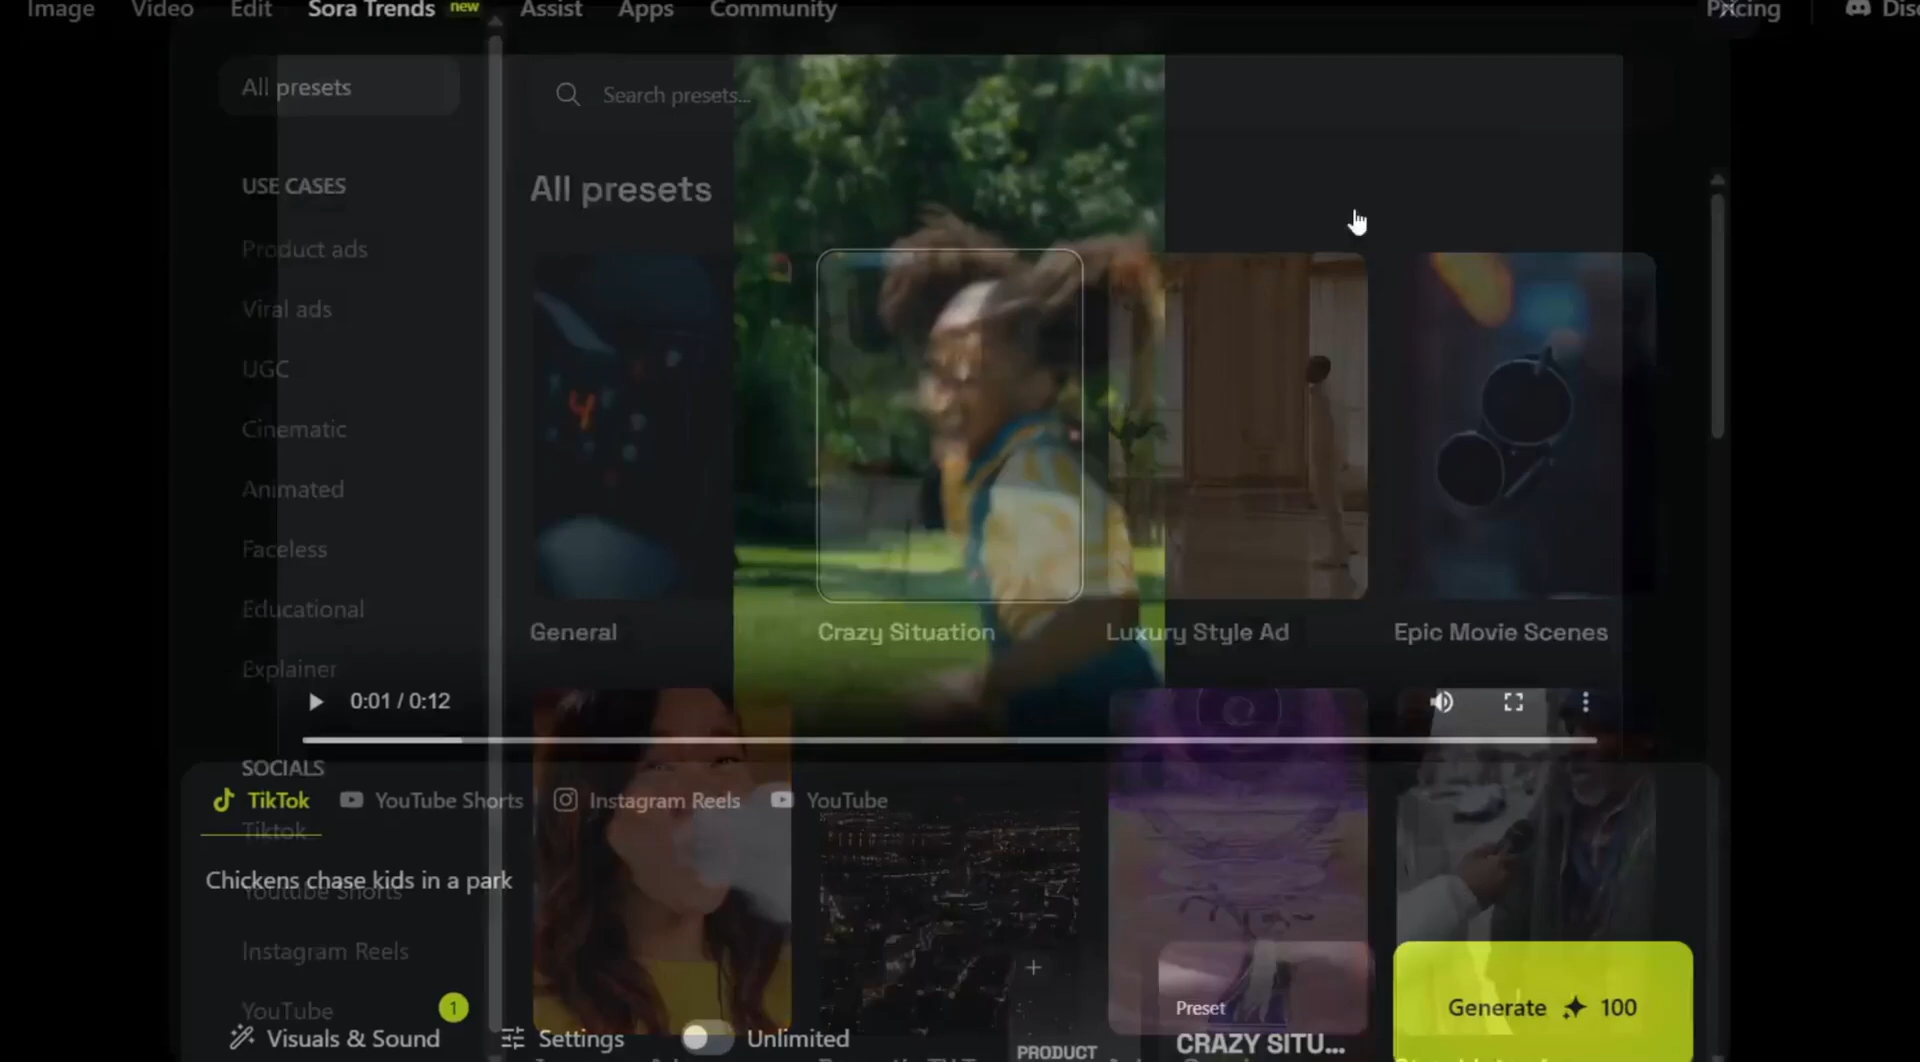 Image Video Edit Sora Trends new Assist Apps Community Pricing
All presets
Search presets...
USE CASES
All presets
Product ads
Viral ads
UGC
Cinematic
Animated
Faceless
Educational
General Crazy Situation Luxury Style Ad Epic Movie Scenes
Explainer
0:01 / 0:12
SOCIALS
TikTok YouTube Shorts Instagram Reels YouTube
Tiktok
Chickens chase kids in a park
Youtube Shorts
Instagram Reels
YouTube
1
Preset
Generate 100
Visuals & Sound Settings Unlimited
CRAZY SITU...
PRODUCT